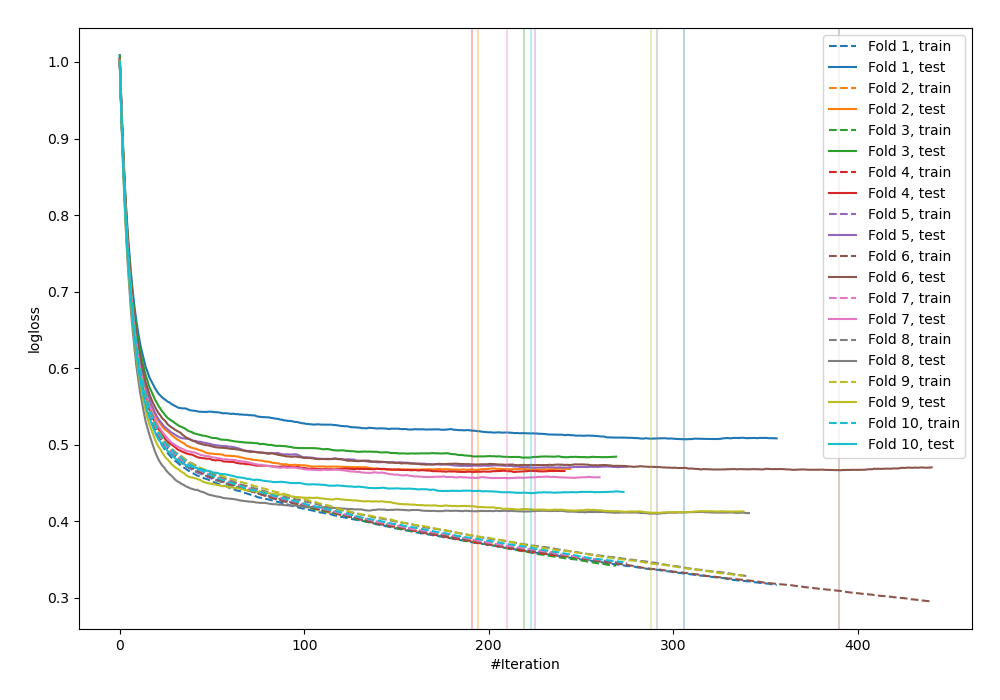 1.0
0.9
0.8
0.7
0.6
0.5
0.4
0.3
logloss
0
100
200
300
400
#Iteration
Fold 1, train
Fold 1, test
Fold 2, train
Fold 2, test
Fold 3, train
Fold 3, test
Fold 4, train
Fold 4, test
Fold 5, train
Fold 5, test
Fold 6, train
Fold 6, test
Fold 7, train
Fold 7, test
Fold 8, train
Fold 8, test
Fold 9, train
Fold 9, test
Fold 10, train
Fold 10, test